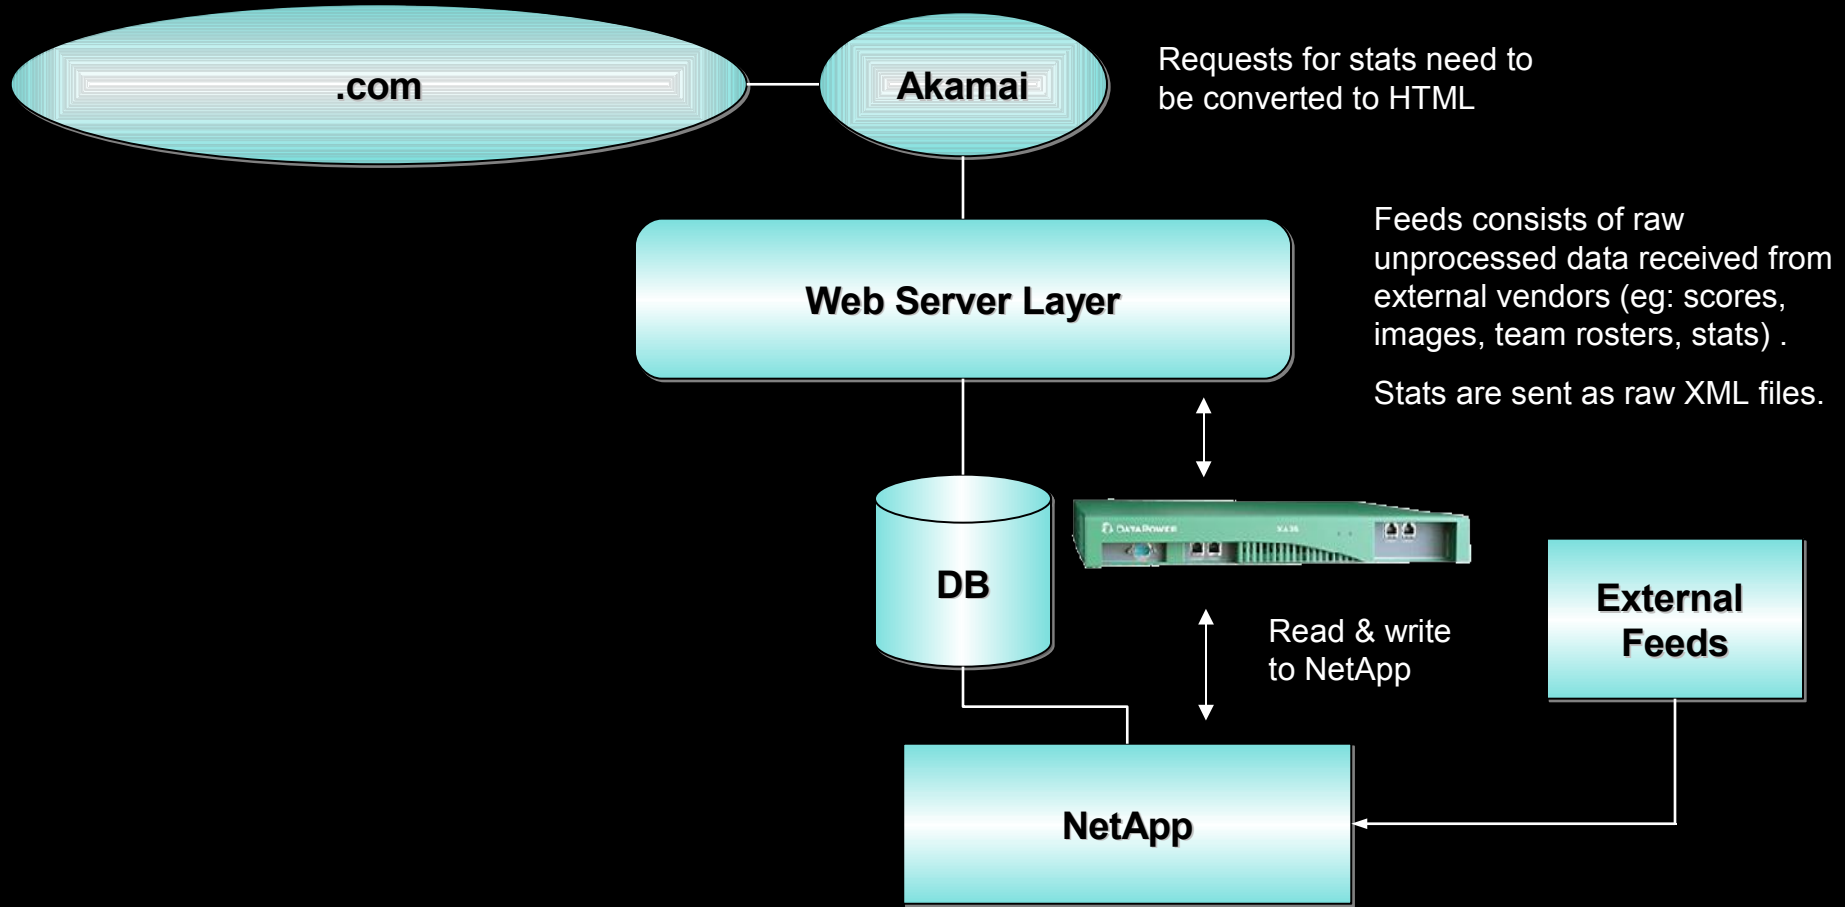 .com
Akamai
Requests for stats need to
be converted to HTML
Web Server Layer
Feeds consists of raw
unprocessed data received from
external vendors (eg: scores,
images, team rosters, stats) .
Stats are sent as raw XML files.
DB
DATAPOWER
XA35
Read & write
to NetApp
External
Feeds
NetApp